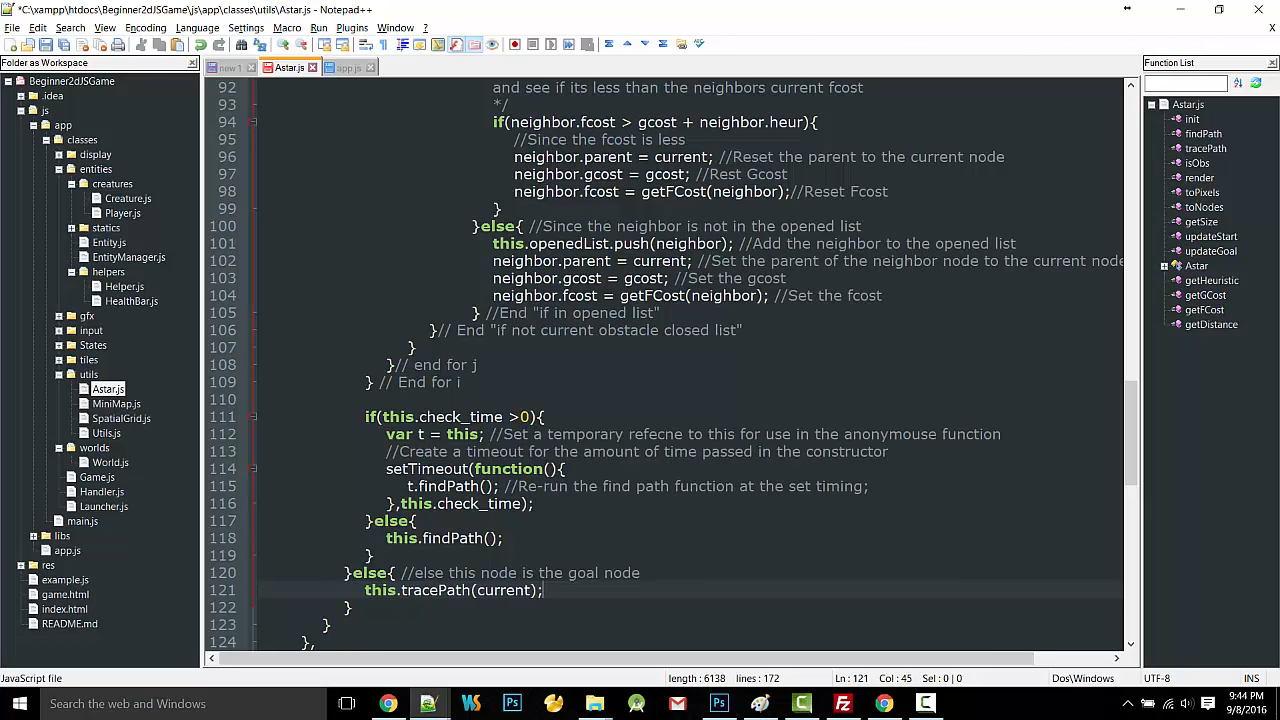 *C:\xampp\htdocs\Beginner2dJSGame\js\app\classes\utils\Astar.js - Notepad++
File Edit Search View Encoding Language Settings Macro Run Plugins Window ?
Folder as Workspace
new 1 Astar.js app.js
Function List
Beginner2dJSGame
idea
js
app
classes
display
entities
creatures
Creature.js
Player.js
statics
Entity.js
EntityManager.js
helpers
Helper.js
HealthBar.js
gfx
input
States
tiles
utils
Astar.js
MiniMap.js
SpatialGrid.js
Utils.js
worlds
World.js
Game.js
Handler.js
Launcher.js
main.js
libs
app.js
res
example.js
game.html
index.html
README.md
92 and see if its less than the neighbors current fcost
93 */
94 if(neighbor.fcost > gcost + neighbor.heur){
95 //Since the fcost is less
96 neighbor.parent = current; //Reset the parent to the current node
97 neighbor.gcost = gcost; //Rest Gcost
98 neighbor.fcost = getFCost(neighbor);//Reset Fcost
99 }
100 }else{ //Since the neighbor is not in the opened list
101 this.openedList.push(neighbor); //Add the neighbor to the opened list
102 neighbor.parent = current; //Set the parent of the neighbor node to the current node
103 neighbor.gcost = gcost; //Set the gcost
104 neighbor.fcost = getFCost(neighbor); //Set the fcost
105 } //End "if in opened list"
106 }// End "if not current obstacle closed list"
107 }
108 }// end for j
109 } // End for i
110
111 if(this.check_time >0){
112 var t = this; //Set a temporary refecne to this for use in the anonymouse function
113 //Create a timeout for the amount of time passed in the constructor
114 setTimeout(function(){
115 t.findPath(); //Re-run the find path function at the set timing;
116 },this.check_time);
117 }else{
118 this.findPath();
119 }
120 }else{ //else this node is the goal node
121 this.tracePath(current);
122 }
123 }
124 },
Astar.js
init
findPath
tracePath
isObs
render
toPixels
toNodes
getSize
updateStart
updateGoal
Astar
getHeuristic
getGCost
getFCost
getDistance
JavaScript file length : 6138 lines : 172 Ln : 121 Col : 45 Sel : 0 | 0 Dos\Windows UTF-8 INS
Search the web and Windows
9:44 PM
9/8/2016